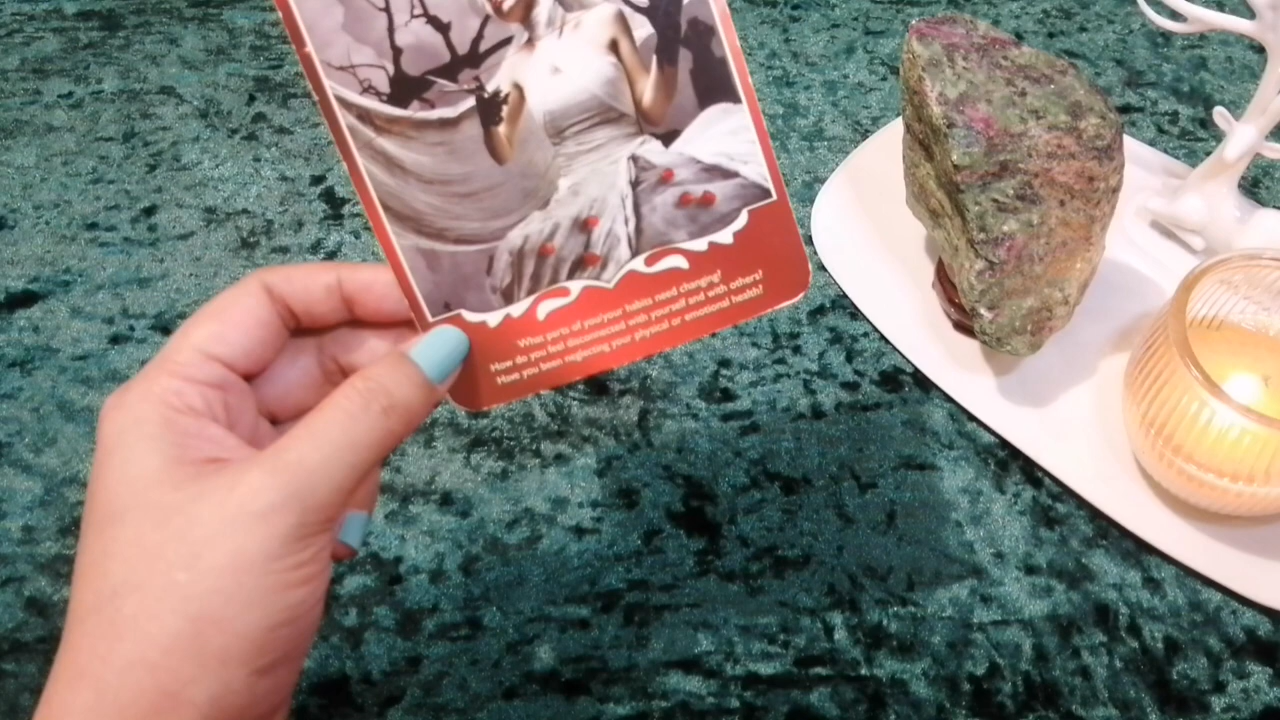 What parts of you/your habits need changing?
How do you feel disconnected with yourself and with others?
Have you been neglecting your physical or emotional health?